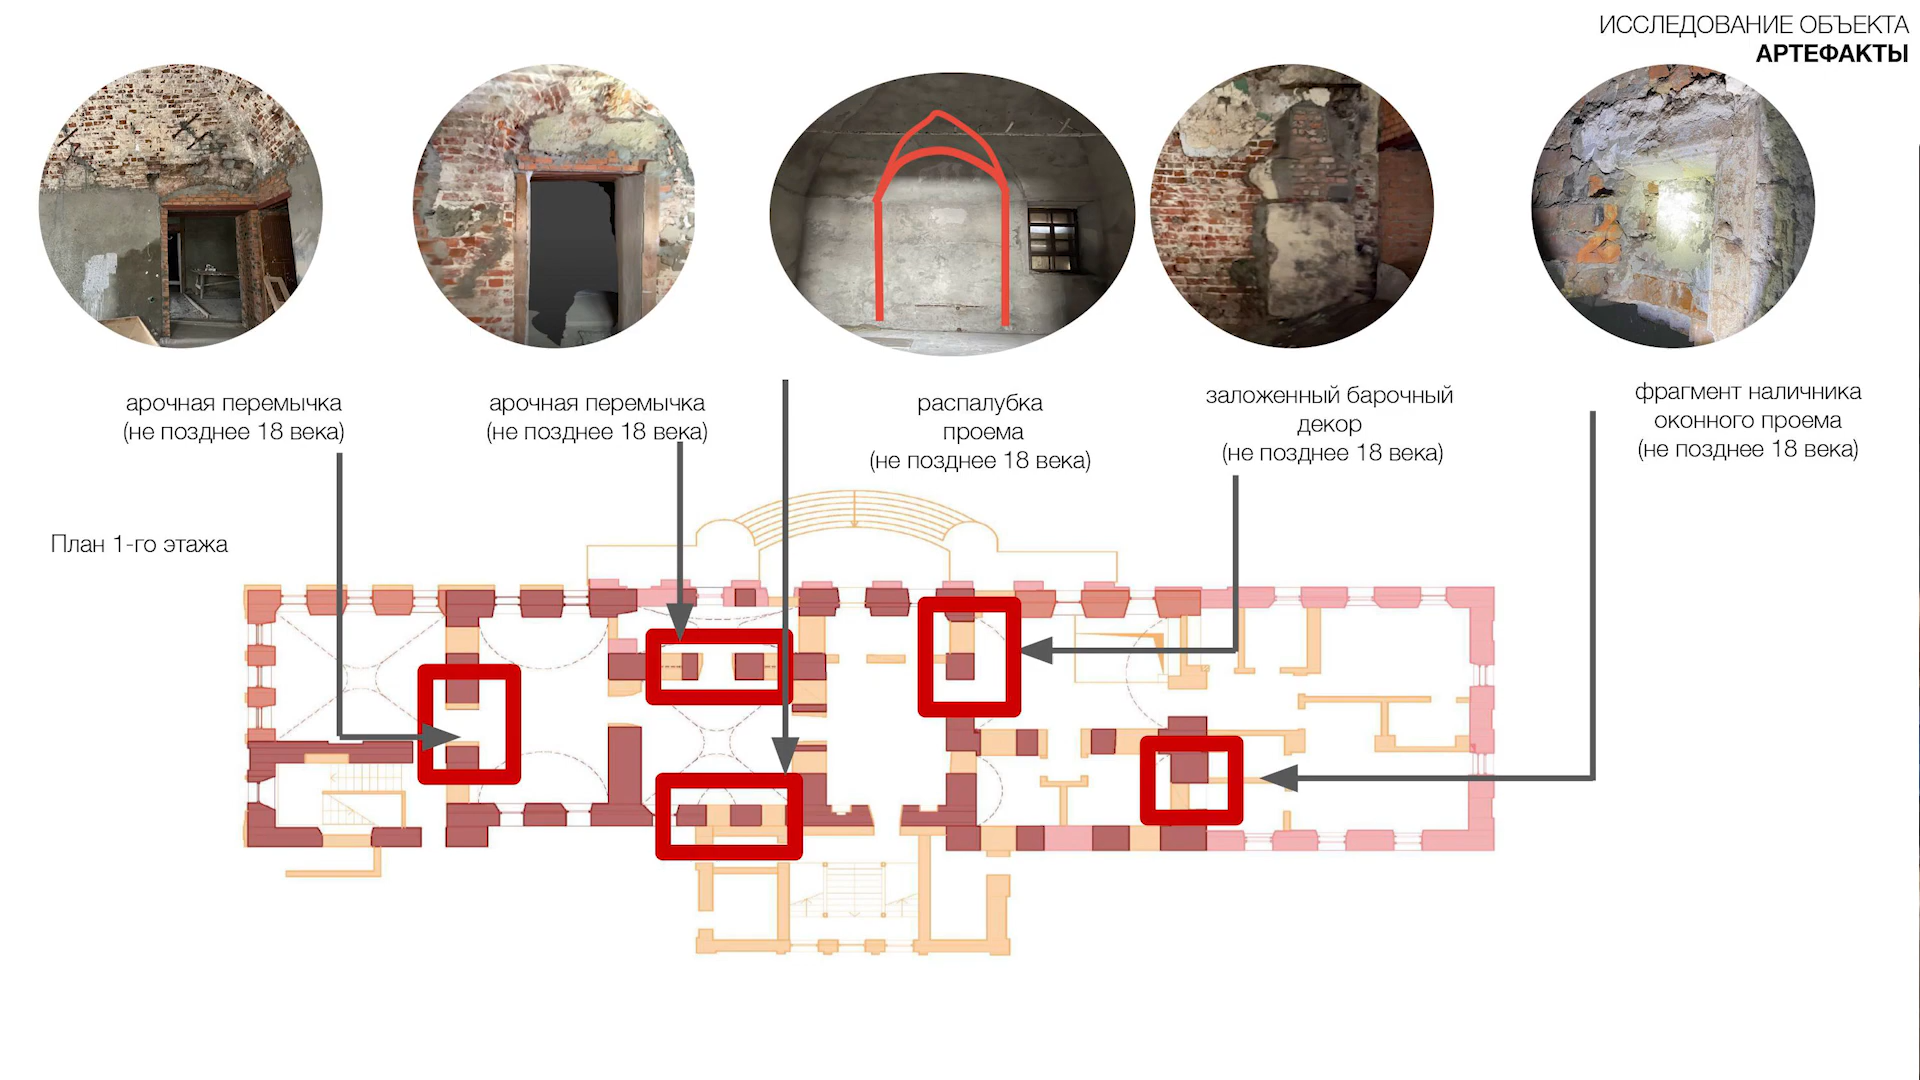 ИССЛЕДОВАНИЕ ОБЪЕКТА
АРТЕФАКТЫ
арочная перемычка
(не позднее 18 века)
арочная перемычка
(не позднее 18 века)
распалубка
проема
(не позднее 18 века)
заложенный барочный
декор
(не позднее 18 века)
фрагмент наличника
оконного проема
(не позднее 18 века)
План 1-го этажа